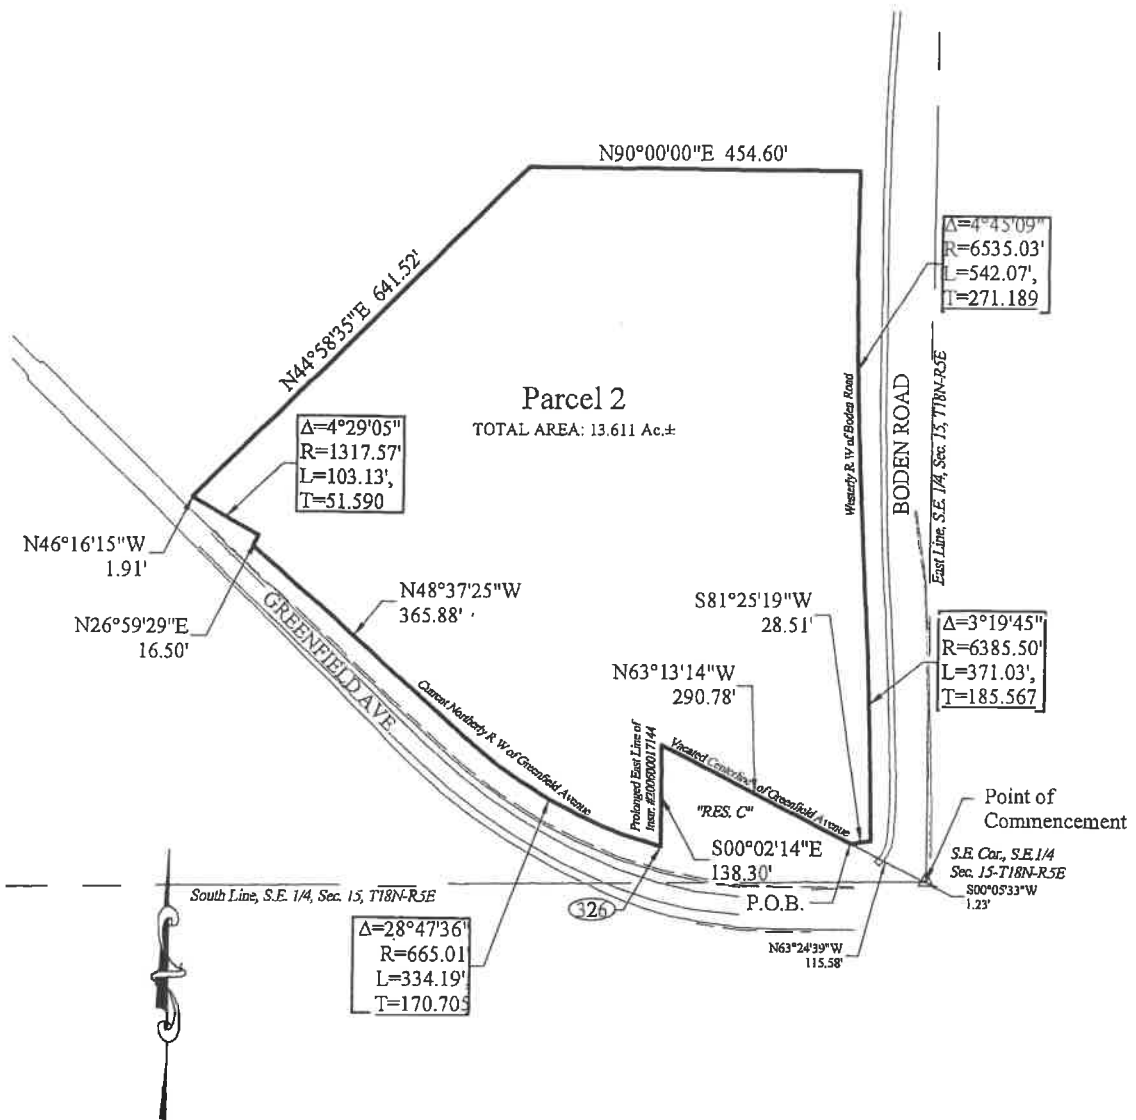 N90°00'00"E 454.60'
Δ=4°45'09"
R=6535.03'
L=542.07',
T=271.189
N44°58'35"E 641.52'
Parcel 2
TOTAL AREA: 13.611 Ac.±
Δ=4°29'05"
R=1317.57'
L=103.13',
T=51.590
Westerly R W of Boden Road
BODEN ROAD
East Line, S.E. 1/4, Sec. 15, T18N-R5E
N46°16'15"W
1.91'
N48°37'25"W
365.88'
S81°25'19"W
28.51'
N26°59'29"E
16.50'
GREENFIELD AVE
Δ=3°19'45"
R=6385.50'
L=371.03',
T=185.567
N63°13'14"W
290.78'
Current Northerly R W of Greenfield Avenue
Prolonged East Line of
Instr. #200600017144
Vacated Centerline of Greenfield Avenue
"RES. C"
Point of
Commencement
S00°02'14"E
138.30'
S.E. Cor., S.E 1/4
Sec. 15-T18N-R5E
S00°05'33"W
1.23'
South Line, S.E. 1/4, Sec. 15, T18N-R5E
326
P.O.B.
Δ=28°47'36"
R=665.01'
L=334.19',
T=170.705
N63°24'39"W
115.58'